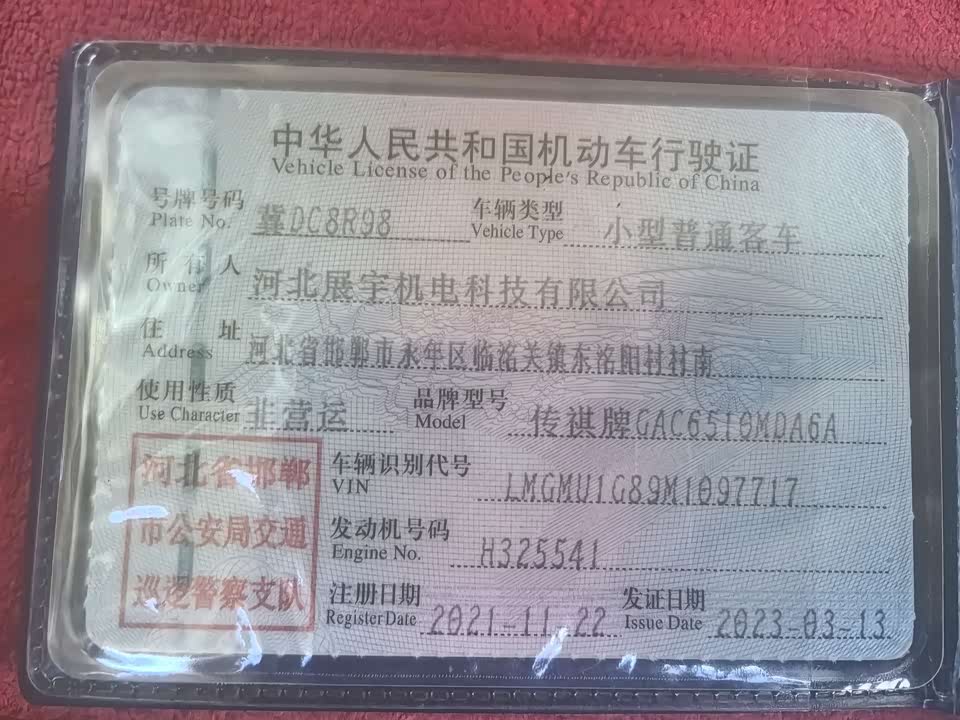 中华人民共和国机动车行驶证
Vehicle License of the People's Republic of China
号牌号码 冀DC8R98 车辆类型 小型普通客车
Plate No. Vehicle Type
所有人 河北展宇机电科技有限公司
Owner
住址 河北省邯郸市永年区临洺关镇东洺阳村村南
Address
使用性质 非营运 品牌型号 传祺牌GAC6510MDA6A
Use Character Model
车辆识别代号 LMGMU1G89M1097717
VIN
发动机号码 H325541
Engine No.
注册日期 2021-11-22 发证日期 2023-03-13
Register Date Issue Date
河北省邯郸
市公安局交通
巡逻警察支队